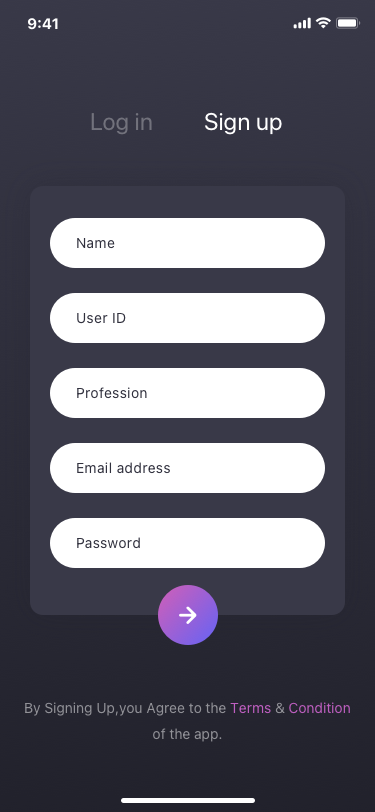 9:41
Log in Sign up
Name
User ID
Profession
Email address
Password
By Signing Up,you Agree to the Terms & Condition
of the app.